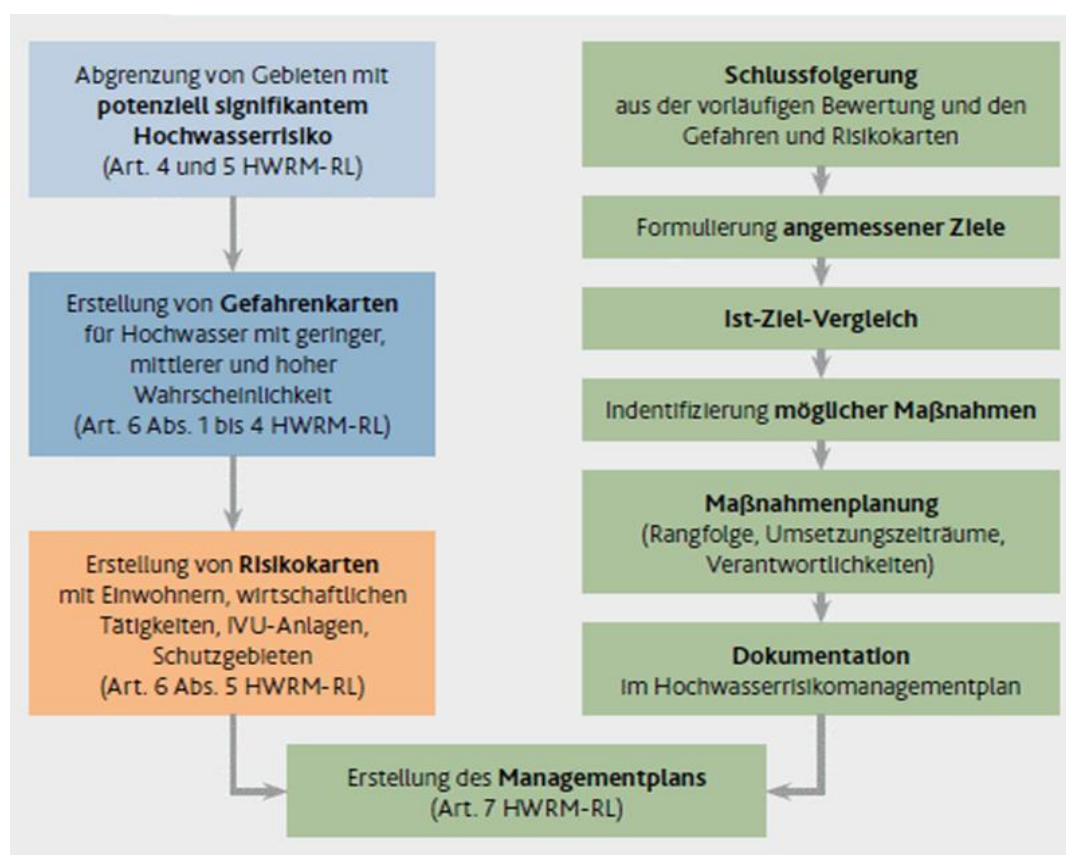 Abgrenzung von Gebieten mit
potenziell signifikantem
Hochwasserrisiko
(Art. 4 und 5 HWRM-RL)
Erstellung von Gefahrenkarten
für Hochwasser mit geringer,
mittlerer und hoher
Wahrscheinlichkeit
(Art. 6 Abs. 1 bis 4 HWRM-RL)
Erstellung von Risikokarten
mit Einwohnern, wirtschaftlichen
Tätigkeiten, IVU-Anlagen,
Schutzgebieten
(Art. 6 Abs. 5 HWRM-RL)
Schlussfolgerung
aus der vorläufigen Bewertung und den
Gefahren und Risikokarten
Formulierung angemessener Ziele
Ist-Ziel-Vergleich
Indentifizierung möglicher Maßnahmen
Maßnahmenplanung
(Rangfolge, Umsetzungszeiträume,
Verantwortlichkeiten)
Dokumentation
im Hochwasserrisikomanagementplan
Erstellung des Managementplans
(Art. 7 HWRM-RL)